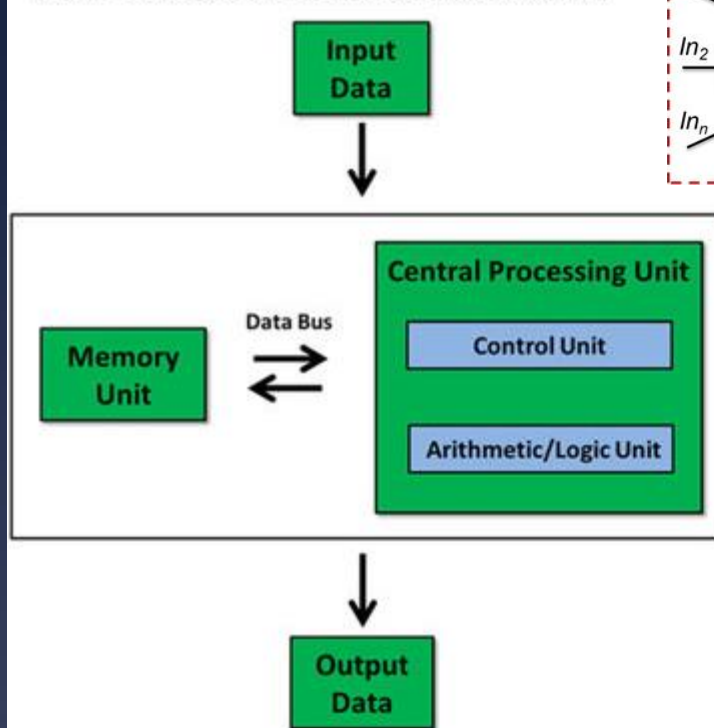 Input
Data
In2
Inn
Central Processing Unit
Data Bus
Control Unit
Memory
Unit
Arithmetic/Logic Unit
Output
Data